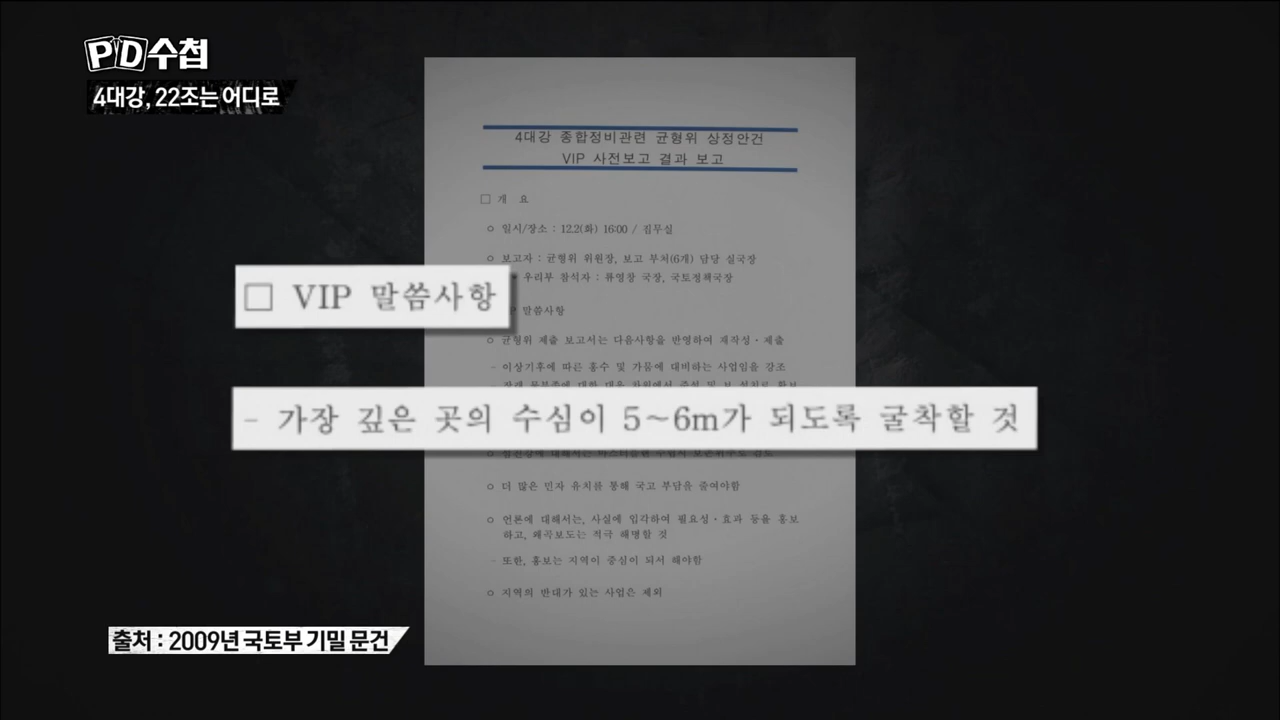 PD수첩
4대강, 22조는 어디로
4대강 종합정비관련 균형위 상정안건
VIP 사전보고 결과 보고
□ 개 요
○ 일시/장소 : 12.2(화) 16:00 / 집무실
○ 보고자 : 균형위 위원장, 보고 부처(6개) 담당 실국장
우리부 참석자 : 류영창 국장, 국토정책국장
□ VIP 말씀사항
말씀사항
○ 균형위 제출 보고서는 다음사항을 반영하여 재작성·제출
- 이상기후에 따른 홍수 및 가뭄에 대비하는 사업임을 강조
- 가장 깊은 곳의 수심이 5~6m가 되도록 굴착할 것
○ 더 많은 민자 유치를 통해 국고 부담을 줄여야함
○ 언론에 대해서는, 사실에 입각하여 필요성·효과 등을 홍보
하고, 왜곡보도는 적극 해명할 것
- 또한, 홍보는 지역이 중심이 되서 해야함
○ 지역의 반대가 있는 사업은 제외
출처 : 2009년 국토부 기밀 문건